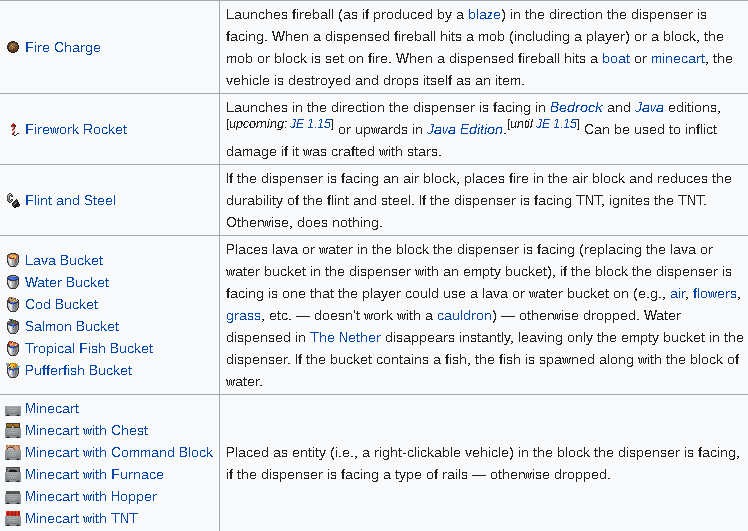 Launches fireball (as if produced by a blaze) in the direction the dispenser is
Fire Charge
facing. When a dispensed fireball hits a mob (including a player) or a block, the
mob or block is set on fire. When a dispensed fireball hits a boat or minecart, the
vehicle is destroyed and drops itself as an item.
Launches in the direction the dispenser is facing in Bedrock and Java editions,
Firework Rocket
[upcoming: JE 1.15] or upwards in Java Edition.[until JE 1.15] Can be used to inflict
damage if it was crafted with stars.
If the dispenser is facing an air block, places fire in the air block and reduces the
Flint and Steel
durability of the flint and steel. If the dispenser is facing TNT, ignites the TNT.
Otherwise, does nothing.
Lava Bucket
Water Bucket
Cod Bucket
Salmon Bucket
Tropical Fish Bucket
Pufferfish Bucket
Places lava or water in the block the dispenser is facing (replacing the lava or
water bucket in the dispenser with an empty bucket), if the block the dispenser is
facing is one that the player could use a lava or water bucket on (e.g., air, flowers,
grass, etc. — doesn't work with a cauldron) — otherwise dropped. Water
dispensed in The Nether disappears instantly, leaving only the empty bucket in the
dispenser. If the bucket contains a fish, the fish is spawned along with the block of
water.
Minecart
Minecart with Chest
Minecart with Command Block
Minecart with Furnace
Minecart with Hopper
Minecart with TNT
Placed as entity (i.e., a right-clickable vehicle) in the block the dispenser is facing,
if the dispenser is facing a type of rails — otherwise dropped.